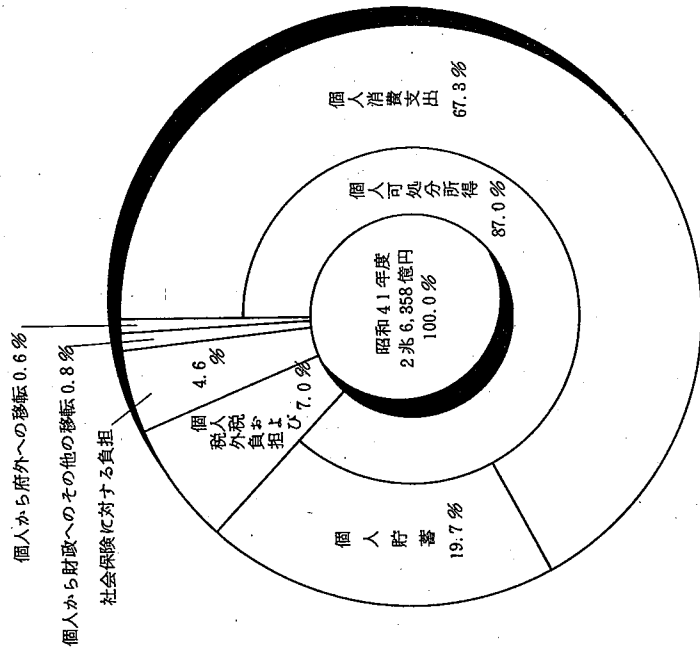 個人から府外への移転 0.6%
個人から財政へのその他の移転 0.8%
社会保険に対する負担
4.6
%
個人税および
税外負担
7.0%
個人消費支出
67.3%
個人可処分所得
87.0%
昭和41年度
2兆6,358億円
100.0%
個人貯蓄
19.7%